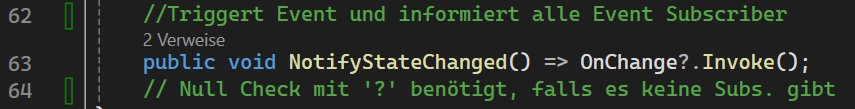 62 //Triggert Event und informiert alle Event Subscriber
2 Verweise
63 public void NotifyStateChanged() => OnChange?.Invoke();
64 // Null Check mit '?' benötigt, falls es keine Subs. gibt